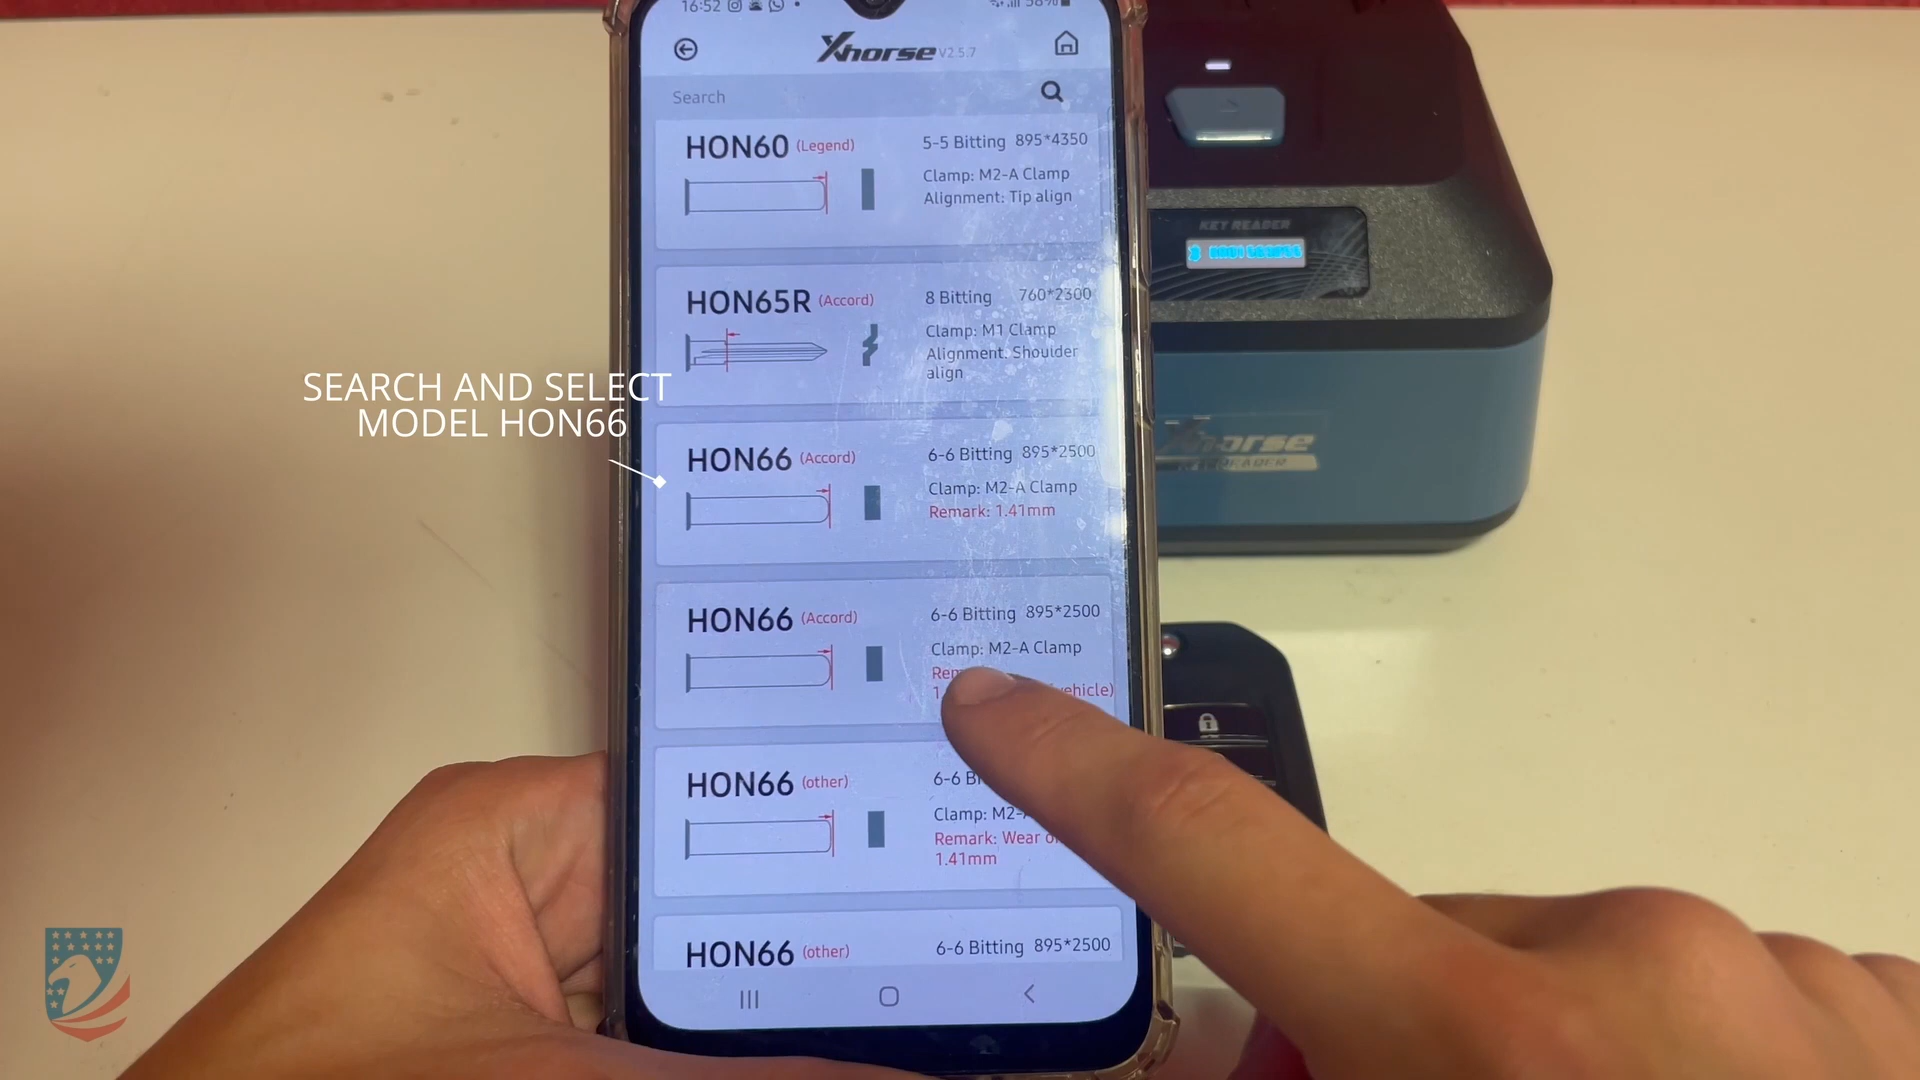 16:52
Xhorse V2.5.7
Search
HON60 (Legend)
5-5 Bitting 895*4350
Clamp: M2-A Clamp
Alignment: Tip align
HON65R (Accord)
8 Bitting 760*2300
Clamp: M1 Clamp
Alignment: Shoulder
align
SEARCH AND SELECT
MODEL HON66
HON66 (Accord)
6-6 Bitting 895*2500
Clamp: M2-A Clamp
Remark: 1.41mm
HON66 (Accord)
6-6 Bitting 895*2500
Clamp: M2-A Clamp
HON66 (other)
6-6
Clamp:
Remark: Wear
1.41mm
HON66 (other)
6-6 Bitting 895*2500
KEY READER
Xhorse